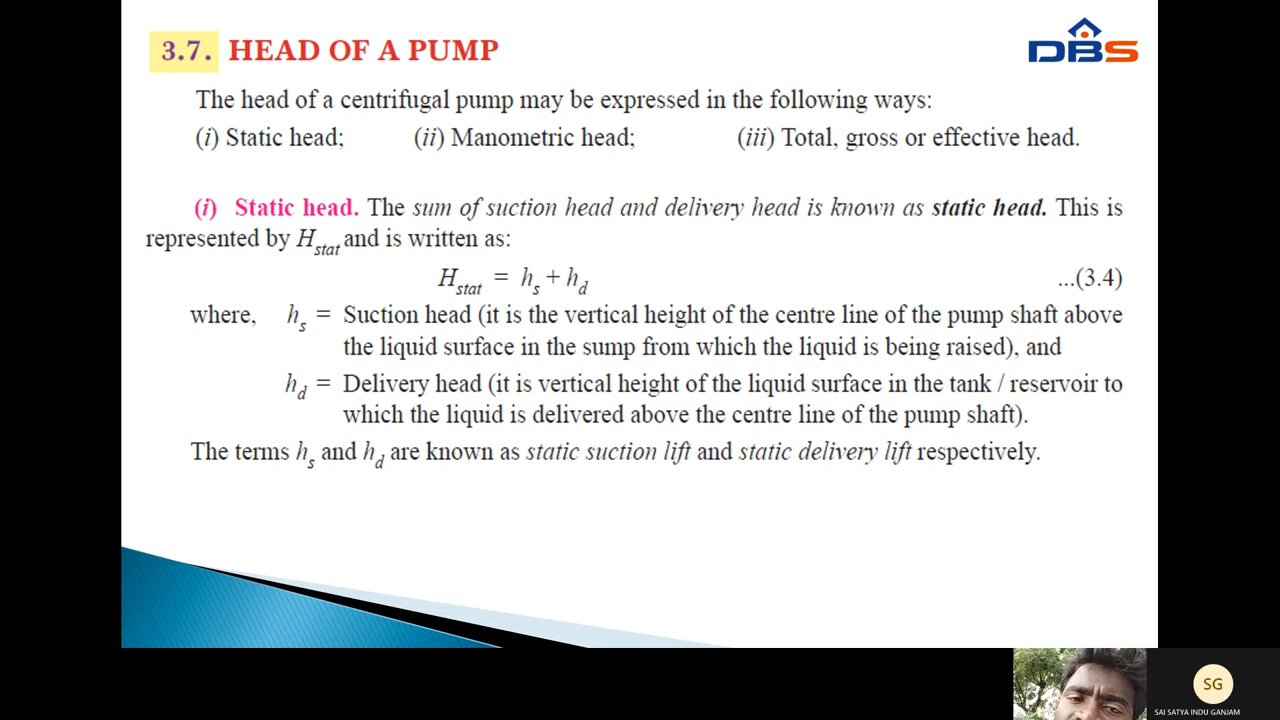 3.7. HEAD OF A PUMP
DBS
The head of a centrifugal pump may be expressed in the following ways:
(i) Static head; (ii) Manometric head; (iii) Total, gross or effective head.
(i) Static head. The sum of suction head and delivery head is known as static head. This is
represented by H_stat and is written as:
H_stat = h_s + h_d ...(3.4)
where, h_s = Suction head (it is the vertical height of the centre line of the pump shaft above
the liquid surface in the sump from which the liquid is being raised), and
h_d = Delivery head (it is vertical height of the liquid surface in the tank / reservoir to
which the liquid is delivered above the centre line of the pump shaft).
The terms h_s and h_d are known as static suction lift and static delivery lift respectively.
SG
SAI SATYA INDU GANJAM